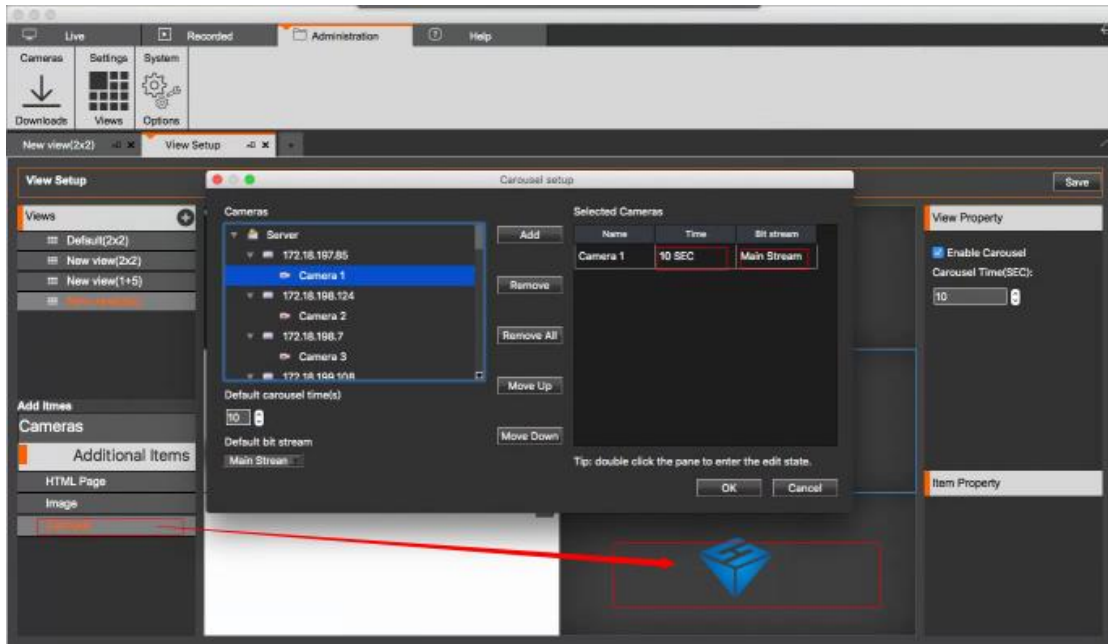 Live
Recorded
Administration
Help
Cameras
Settings
System
Downloads
Views
Options
New view(2x2)
View Setup
+
View Setup
Save
Views
Default(2x2)
New view(2x2)
New view(1+5)
Carousel setup
Cameras
Server
172.18.197.85
Camera 1
172.18.198.124
Camera 2
172.18.198.7
Camera 3
172.18.199.108
Default carousel time(s)
10
Default bit stream
Main Strean
Add
Remove
Remove All
Move Up
Move Down
Selected Cameras
Name Time Bit stream
Camera 1 10 SEC Main Stream
Tip: double click the pane to enter the edit state.
OK
Cancel
View Property
Enable Carousel
Carousel Time(SEC):
10
Item Property
Add Itmes
Cameras
Additional Items
HTML Page
Image